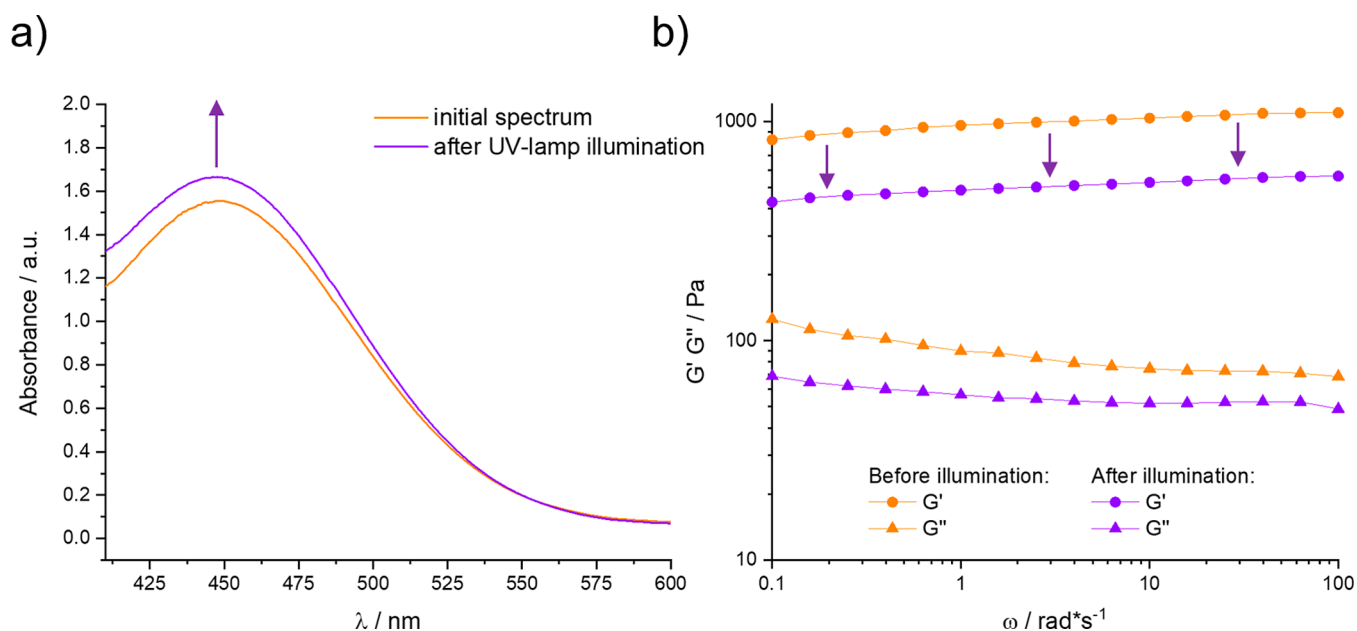 a)
2.0
1.8
1.6
1.4
1.2
1.0
0.8
0.6
0.4
0.2
0.0
Absorbance / a.u.
initial spectrum
after UV-lamp illumination
425 450 475 500 525 550 575 600
λ / nm
b)
1000
100
10
G' G" / Pa
Before illumination:
G'
G"
After illumination:
G'
G"
0.1 1 10 100
ω / rad*s⁻¹